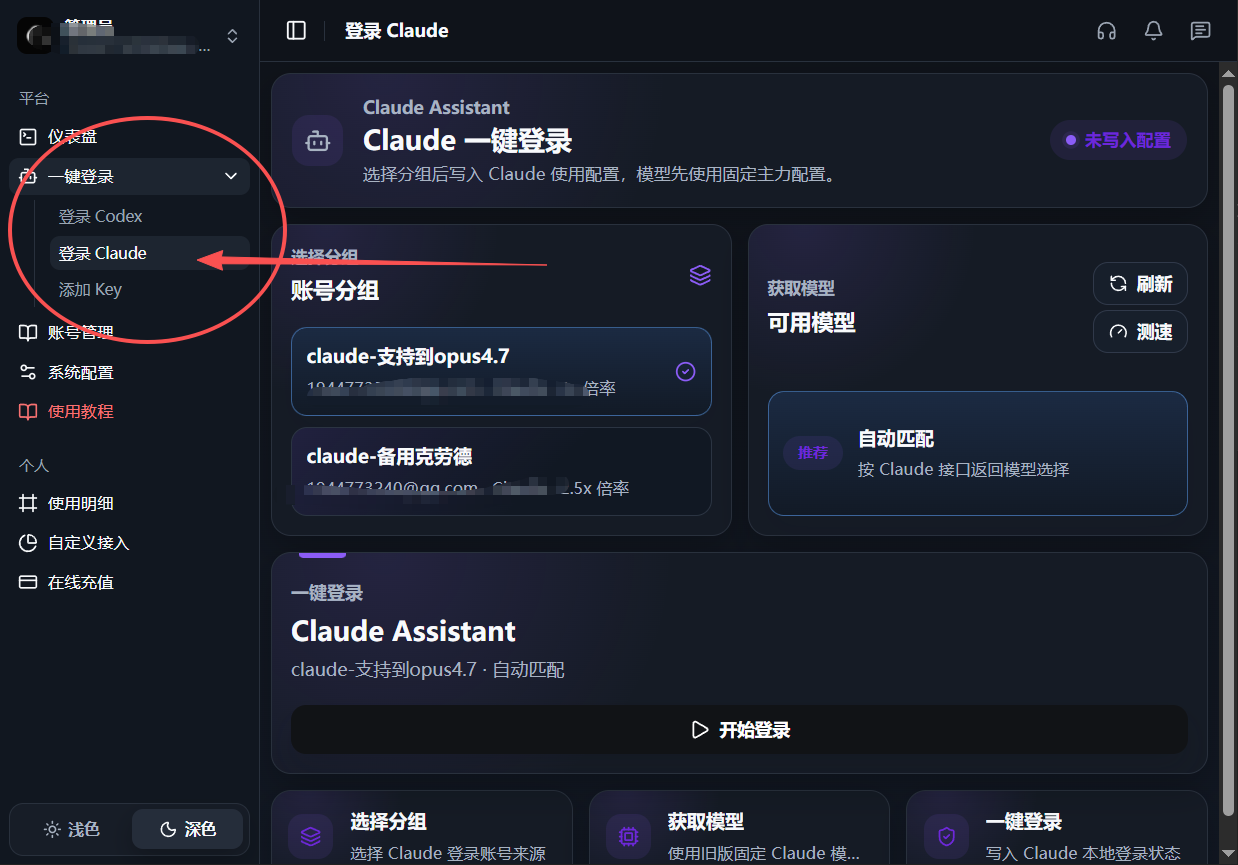 管理员
平台
仪表盘
一键登录
登录 Codex
登录 Claude
添加 Key
账号管理
系统配置
使用教程
个人
使用明细
自定义接入
在线充值
浅色
深色
登录 Claude
Claude Assistant
Claude 一键登录
选择分组后写入 Claude 使用配置，模型先使用固定主力配置。
未写入配置
选择分组
账号分组
claude-支持到opus4.7
倍率
claude-备用克劳德
2.5x 倍率
获取模型
可用模型
刷新
测速
推荐
自动匹配
按 Claude 接口返回模型选择
一键登录
Claude Assistant
claude-支持到opus4.7 · 自动匹配
开始登录
选择分组
选择 Claude 登录账号来源
获取模型
使用旧版固定 Claude 模...
一键登录
写入 Claude 本地登录状态